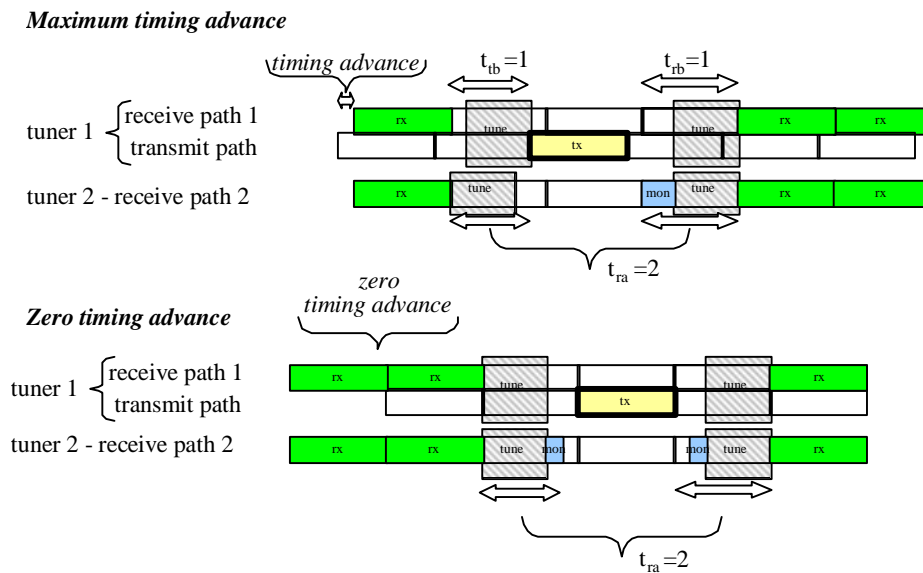 Maximum timing advance
timing advance
t_tb=1 t_rb=1
tuner 1 receive path 1 rx tune tune rx rx
transmit path tx
tuner 2 - receive path 2 rx tune mon tune rx rx
t_ra=2
zero
timing advance
Zero timing advance
tuner 1 receive path 1 rx rx tune tune rx
transmit path tx
tuner 2 - receive path 2 rx rx tune mon mon tune rx
t_ra=2